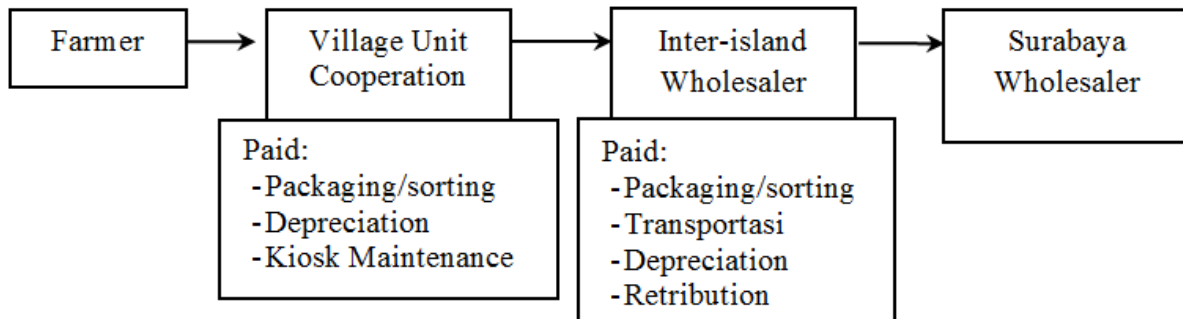 Farmer
Village Unit
Cooperation
Inter-island
Wholesaler
Surabaya
Wholesaler
Paid:
-Packaging/sorting
-Depreciation
-Kiosk Maintenance
Paid:
-Packaging/sorting
-Transportasi
-Depreciation
-Retribution